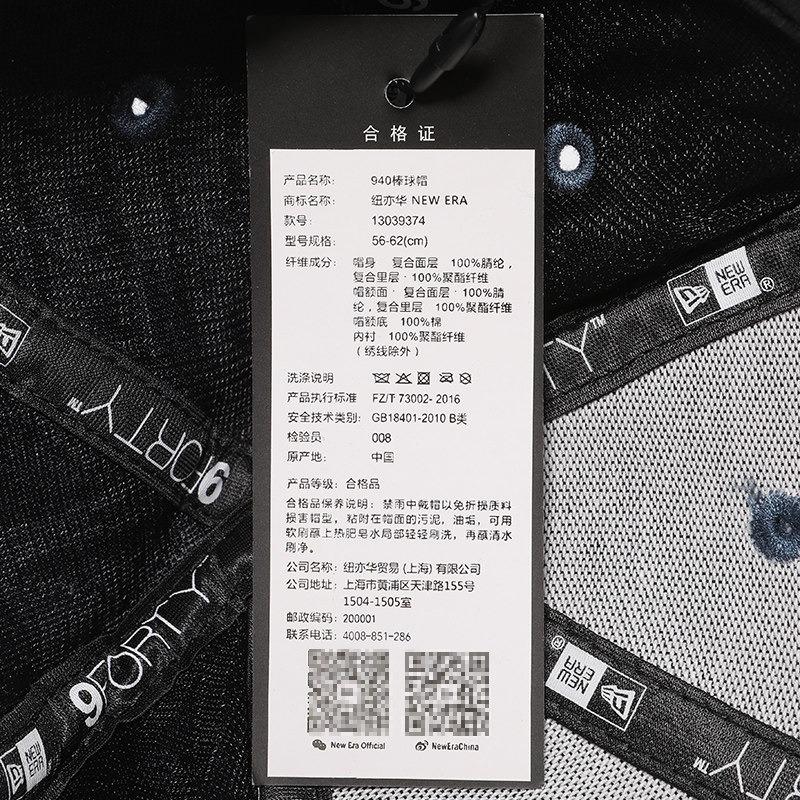 合格证
产品名称: 940棒球帽
商标名称: 纽亦华 NEW ERA
款号: 13039374
型号规格: 56-62(cm)
纤维成分: 帽身 复合面层 100%腈纶，
复合里层·100%聚酯纤维
帽额面· 复合面层 100%腈
纶，复合里层 100%聚酯纤维
帽额底 100%棉
内衬 100%聚酯纤维
（绣线除外）
洗涤说明
产品执行标准 FZ/T 73002-2016
安全技术类别: GB18401-2010 B类
检验员: 008
原产地: 中国
产品等级: 合格品
合格品保养说明: 禁雨中戴帽以免折损质料
损害帽型，粘附在帽面的污泥，油垢，可用
软刷蘸上热肥皂水局部轻轻刷洗，再蘸清水
刷净。
公司名称: 纽亦华贸易 (上海) 有限公司
公司地址: 上海市黄浦区天津路155号
1504-1505室
邮政编码: 200001
联系电话: 4008-851-286
New Era Official
NewEraChina
NEW ERA ®
FORTY™
9FORTY™
9FORTY
NEW ERA
NEW ERA
FORTY™